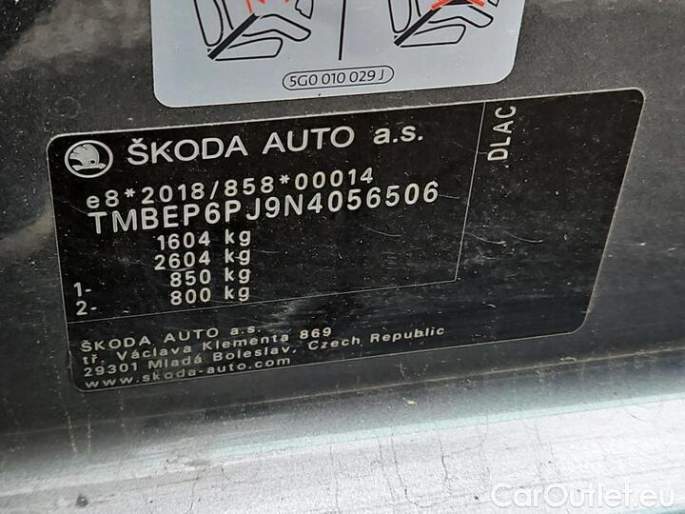 5G0 010 029 J
ŠKODA AUTO a.s.
DLAC
e8*2018/858*00014
TMBEP6PJ9N4056506
1604 kg
2604 kg
1- 850 kg
2- 800 kg
ŠKODA AUTO a.s.
tř. Václava Klementa 869
29301 Mladá Boleslav, Czech Republic
www.skoda-auto.com
CarOutlet.eu